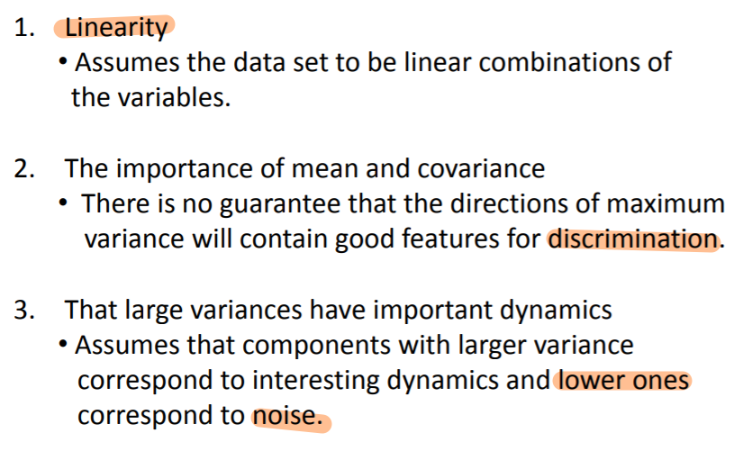 1. Linearity
• Assumes the data set to be linear combinations of
the variables.
2. The importance of mean and covariance
• There is no guarantee that the directions of maximum
variance will contain good features for discrimination.
3. That large variances have important dynamics
• Assumes that components with larger variance
correspond to interesting dynamics and lower ones
correspond to noise.